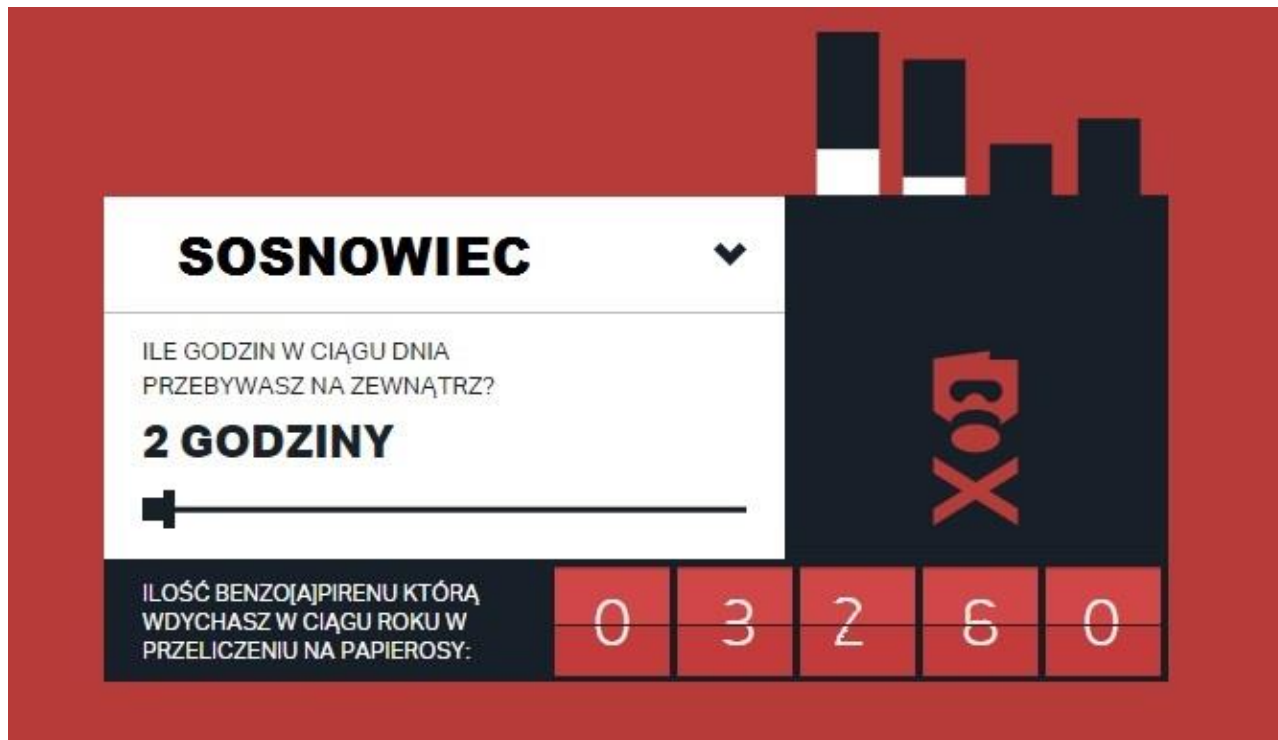 SOSNOWIEC
ILE GODZIN W CIĄGU DNIA
PRZEBYWASZ NA ZEWNĄTRZ?
2 GODZINY
ILOŚĆ BENZO[A]PIRENU KTÓRĄ
WDYCHASZ W CIĄGU ROKU W
PRZELICZENIU NA PAPIEROSY:
0 3 2 6 0